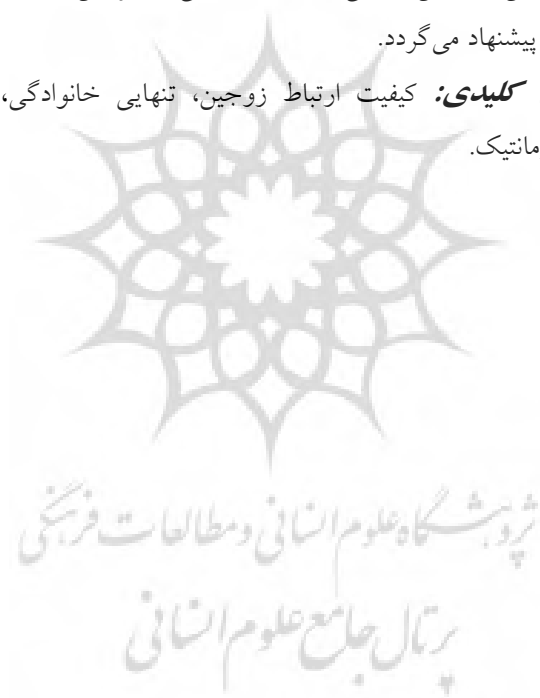 پیشنهاد می‌گردد.
کلیدی: کیفیت ارتباط زوجین، تنهایی خانوادگی،
مانتیک.
پژوهشگاه علوم انسانی و مطالعات فرهنگی
پرتال جامع علوم انسانی